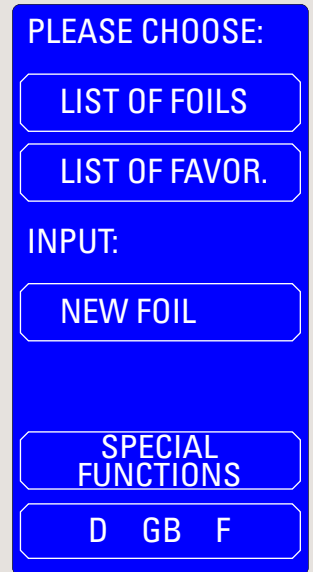 PLEASE CHOOSE:
LIST OF FOILS
LIST OF FAVOR.
INPUT:
NEW FOIL
SPECIAL
FUNCTIONS
D GB F